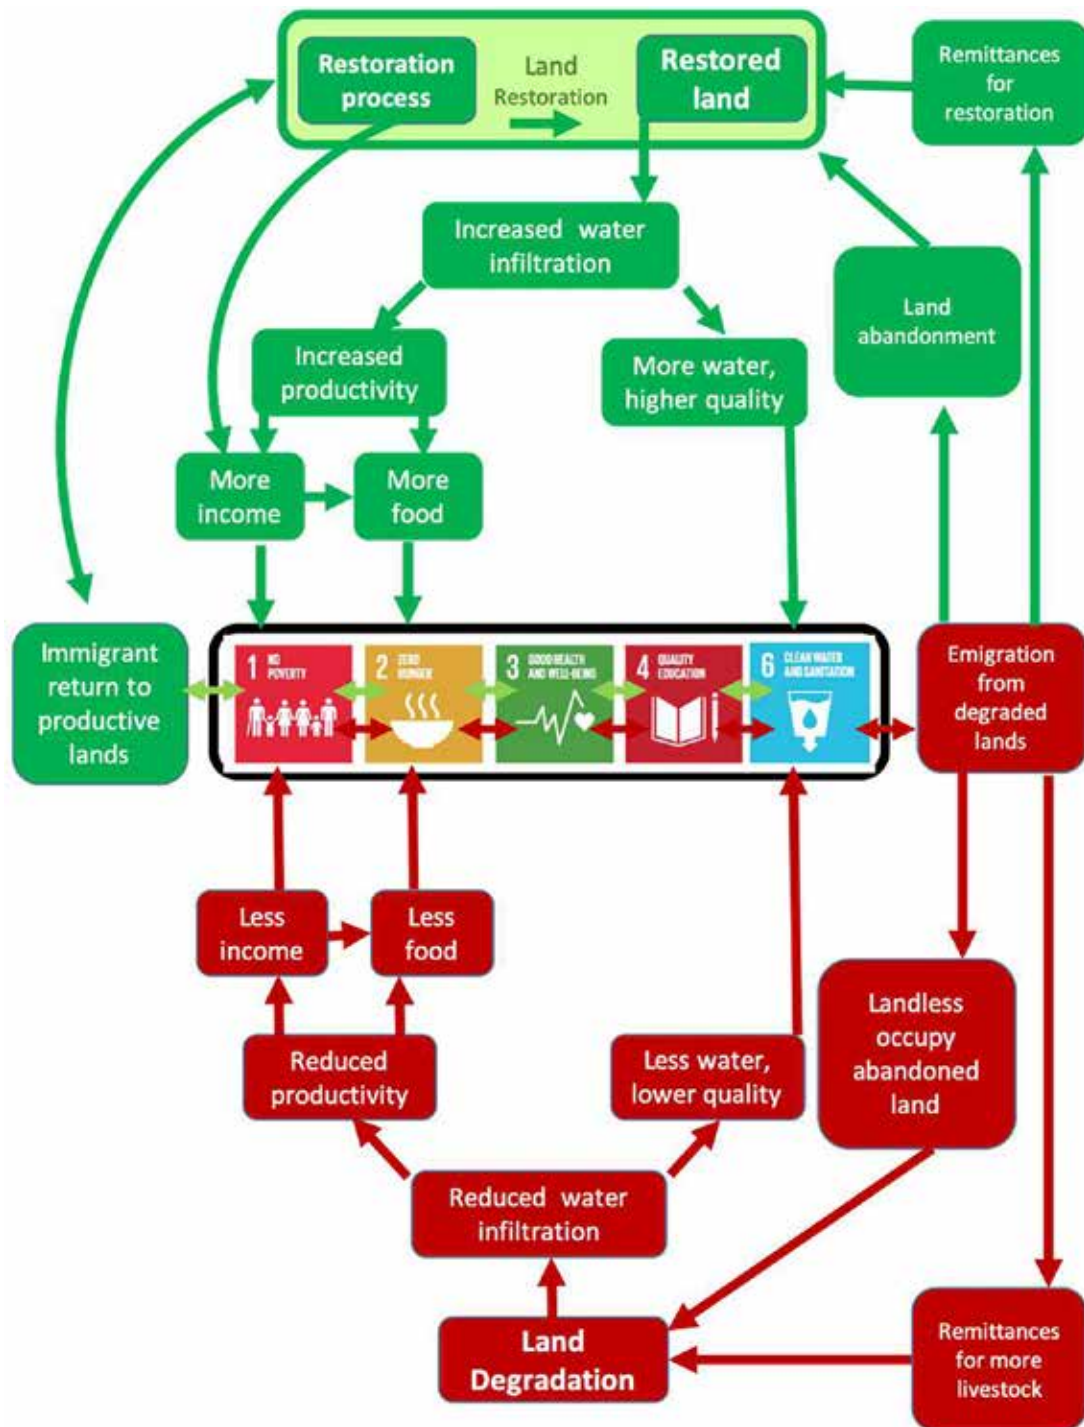 Restoration
process
Land
Restoration
Restored
land
Remittances
for
restoration
Increased water
infiltration
Land
abandonment
Increased
productivity
More water,
higher quality
More
income
More
food
Immigrant
return to
productive
lands
1 NO
POVERTY
2 ZERO
HUNGER
3 GOOD HEALTH
AND WELL-BEING
4 QUALITY
EDUCATION
6 CLEAN WATER
AND SANITATION
Emigration
from
degraded
lands
Less
income
Less
food
Reduced
productivity
Less water,
lower quality
Landless
occupy
abandoned
land
Reduced water
infiltration
Land
Degradation
Remittances
for more
livestock